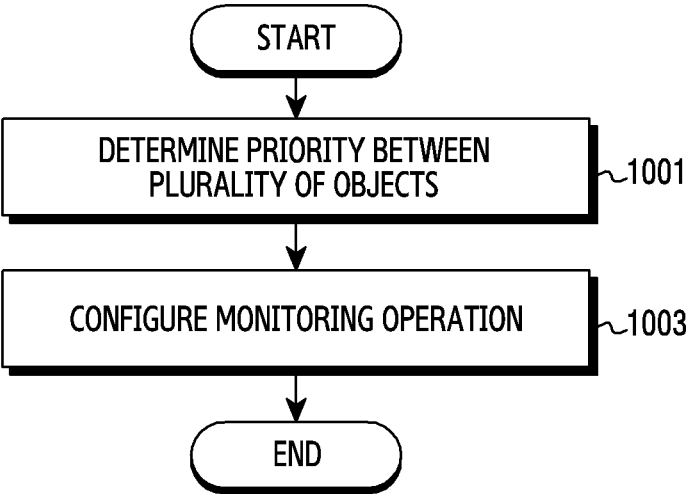 START
DETERMINE PRIORITY BETWEEN
PLURALITY OF OBJECTS
1001
CONFIGURE MONITORING OPERATION
1003
END